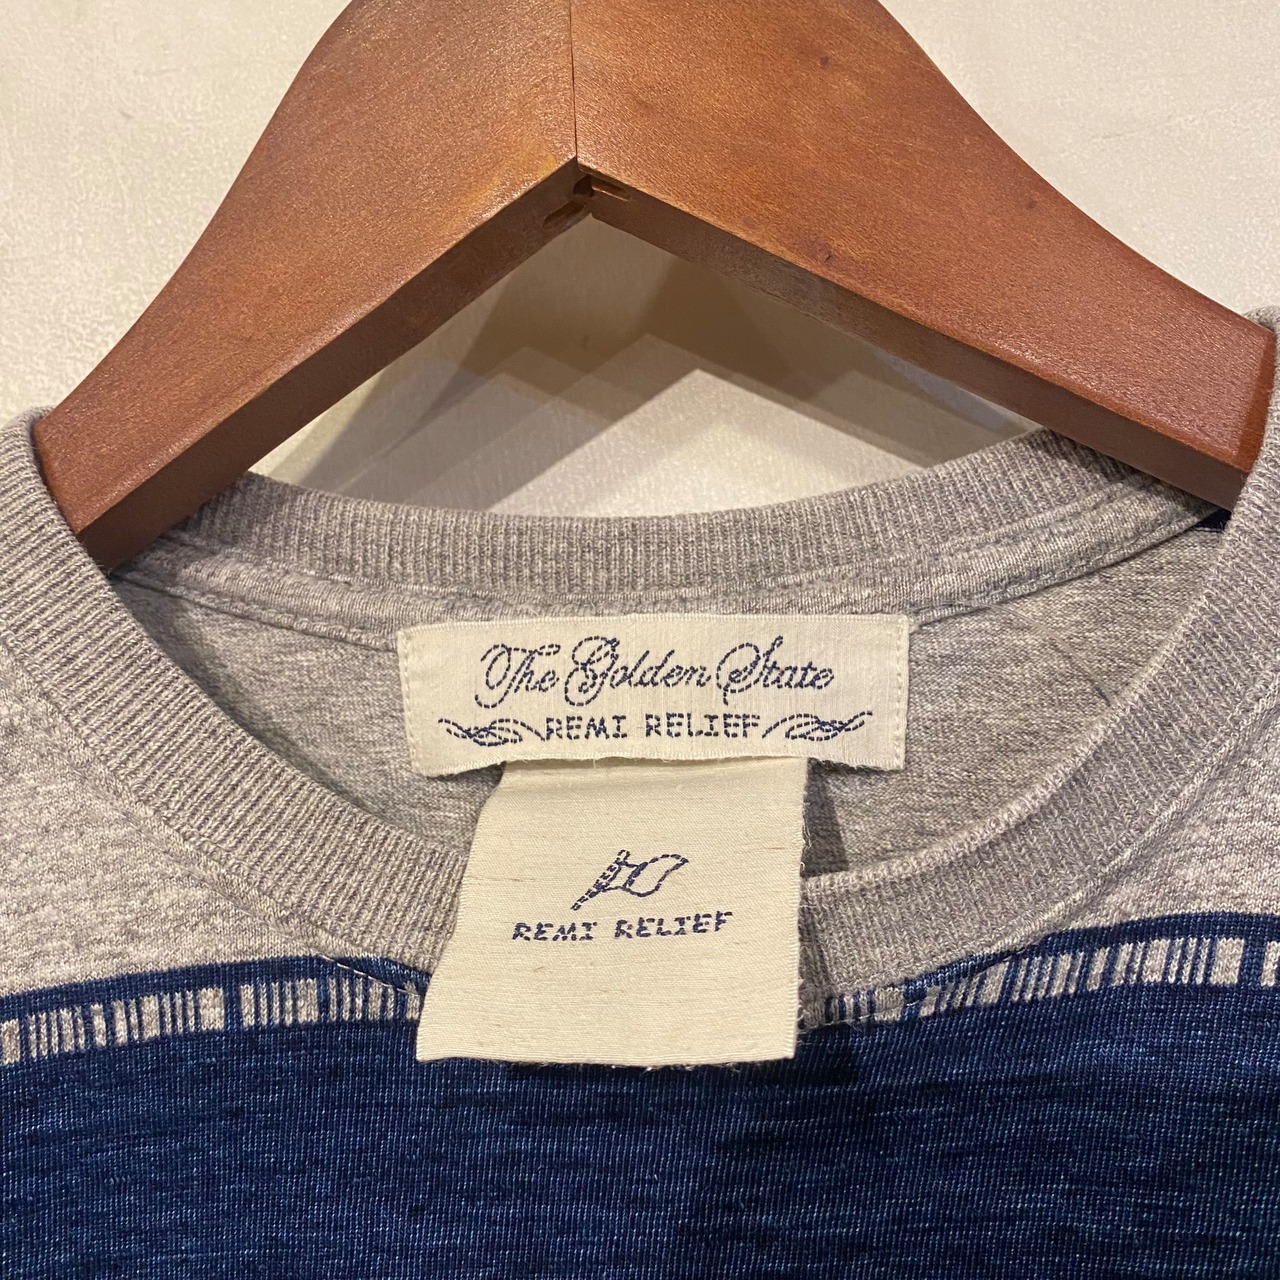 The Golden State
REMI RELIEF
REMI RELIEF